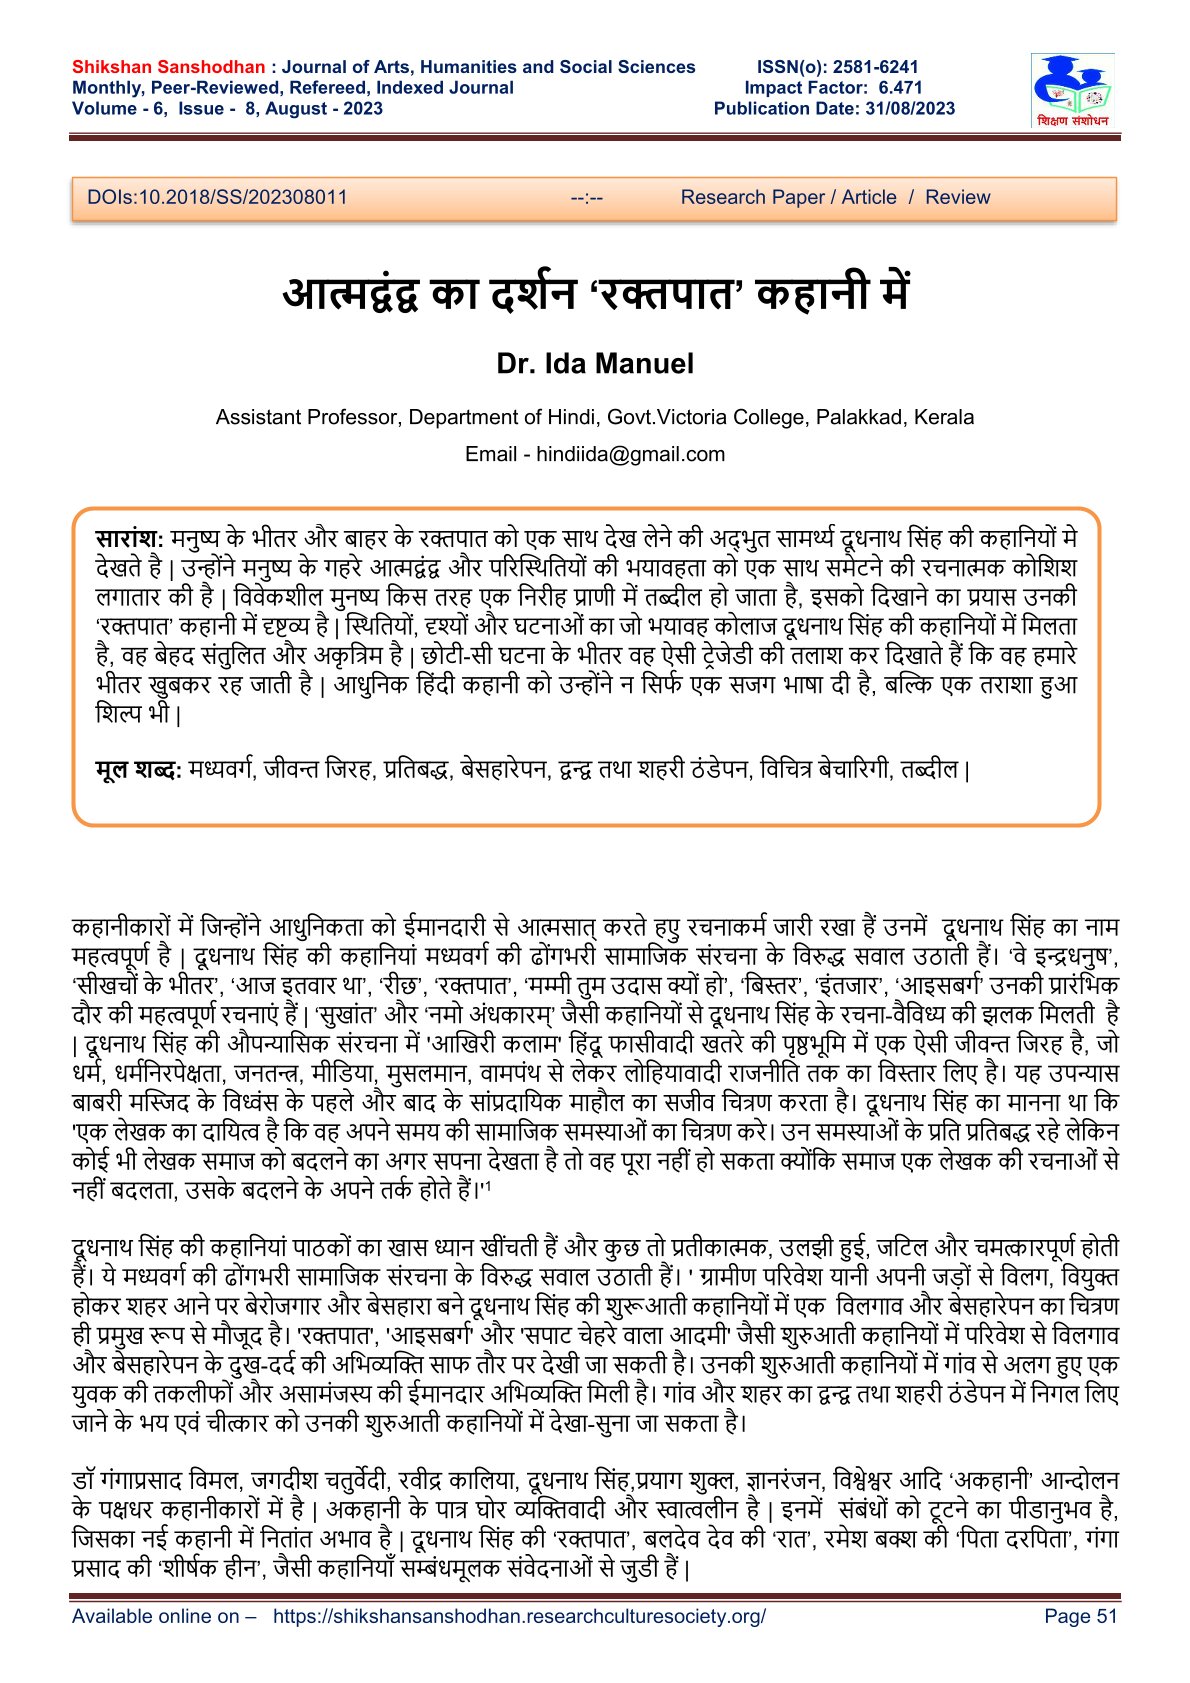 Shikshan Sanshodhan : Journal of Arts, Humanities and Social Sciences ISSN(o): 2581-6241
Monthly, Peer-Reviewed, Refereed, Indexed Journal Impact Factor: 6.471
Volume - 6, Issue - 8, August - 2023 Publication Date: 31/08/2023
शिक्षण संशोधन
DOIs:10.2018/SS/202308011 --:-- Research Paper / Article / Review
आत्मद्वंद्व का दर्शन ‘रक्तपात’ कहानी में
Dr. Ida Manuel
Assistant Professor, Department of Hindi, Govt.Victoria College, Palakkad, Kerala
Email - hindiida@gmail.com
सारांश: मनुष्य के भीतर और बाहर के रक्तपात को एक साथ देख लेने की अद्‌भुत सामर्थ्य दूधनाथ सिंह की कहानियों मे
देखते है | उन्होंने मनुष्य के गहरे आत्मद्वंद्व और परिस्थितियों की भयावहता को एक साथ समेटने की रचनात्मक कोशिश
लगातार की है | विवेकशील मुनष्य किस तरह एक निरीह प्राणी में तब्दील हो जाता है, इसको दिखाने का प्रयास उनकी
‘रक्तपात’ कहानी में दृष्टव्य है | स्थितियों, दृश्यों और घटनाओं का जो भयावह कोलाज दूधनाथ सिंह की कहानियों में मिलता
है, वह बेहद संतुलित और अकृत्रिम है | छोटी-सी घटना के भीतर वह ऐसी ट्रेजेडी की तलाश कर दिखाते हैं कि वह हमारे
भीतर खुबकर रह जाती है | आधुनिक हिंदी कहानी को उन्होंने न सिर्फ एक सजग भाषा दी है, बल्कि एक तराशा हुआ
शिल्प भी |
मूल शब्द: मध्यवर्ग, जीवन्त जिरह, प्रतिबद्ध, बेसहारेपन, द्वन्द्व तथा शहरी ठंडेपन, विचित्र बेचारिगी, तब्दील |
कहानीकारों में जिन्होंने आधुनिकता को ईमानदारी से आत्मसात् करते हएु रचनाकर्म जारी रखा हैं उनमें दूधनाथ सिंह का नाम
महत्वपूर्ण है | दूधनाथ सिंह की कहानियां मध्यवर्ग की ढोंगभरी सामाजिक संरचना के विरुद्ध सवाल उठाती हैं। ‘वे इन्द्रधनुष’,
‘सीखचों के भीतर’, ‘आज इतवार था’, ‘रीछ’, ‘रक्तपात’, ‘मम्मी तुम उदास क्यों हो’, ‘बिस्तर’, ‘इंतजार’, ‘आइसबर्ग’ उनकी प्रारंभिक
दौर की महत्वपूर्ण रचनाएं हैं | ‘सुखांत’ और ‘नमो अंधकारम्’ जैसी कहानियों से दूधनाथ सिंह के रचना-वैविध्य की झलक मिलती है
| दूधनाथ सिंह की औपन्यासिक संरचना में 'आखिरी कलाम' हिंदू फासीवादी खतरे की पृष्ठभूमि में एक ऐसी जीवन्त जिरह है, जो
धर्म, धर्मनिरपेक्षता, जनतन्त्र, मीडिया, मुसलमान, वामपंथ से लेकर लोहियावादी राजनीति तक का विस्तार लिए है। यह उपन्यास
बाबरी मस्जिद के विध्वंस के पहले और बाद के सांप्रदायिक माहौल का सजीव चित्रण करता है। दूधनाथ सिंह का मानना था कि
'एक लेखक का दायित्व है कि वह अपने समय की सामाजिक समस्याओं का चित्रण करे। उन समस्याओं के प्रति प्रतिबद्ध रहे लेकिन
कोई भी लेखक समाज को बदलने का अगर सपना देखता है तो वह पूरा नहीं हो सकता क्योंकि समाज एक लेखक की रचनाओं से
नहीं बदलता, उसके बदलने के अपने तर्क होते हैं।'¹
दूधनाथ सिंह की कहानियां पाठकों का खास ध्यान खींचती हैं और कुछ तो प्रतीकात्मक, उलझी हुई, जटिल और चमत्कारपूर्ण होती
हैं। ये मध्यवर्ग की ढोंगभरी सामाजिक संरचना के विरुद्ध सवाल उठाती हैं। ' ग्रामीण परिवेश यानी अपनी जड़ों से विलग, वियुक्त
होकर शहर आने पर बेरोजगार और बेसहारा बने दूधनाथ सिंह की शुरूआती कहानियों में एक विलगाव और बेसहारेपन का चित्रण
ही प्रमुख रूप से मौजूद है। 'रक्तपात', 'आइसबर्ग' और 'सपाट चेहरे वाला आदमी' जैसी शुरुआती कहानियों में परिवेश से विलगाव
और बेसहारेपन के दुख-दर्द की अभिव्यक्ति साफ तौर पर देखी जा सकती है। उनकी शुरुआती कहानियों में गांव से अलग हुए एक
युवक की तकलीफों और असामंजस्य की ईमानदार अभिव्यक्ति मिली है। गांव और शहर का द्वन्द्व तथा शहरी ठंडेपन में निगल लिए
जाने के भय एवं चीत्कार को उनकी शुरुआती कहानियों में देखा-सुना जा सकता है।
डॉ गंगाप्रसाद विमल, जगदीश चतुर्वेदी, रवीद्र कालिया, दूधनाथ सिंह,प्रयाग शुक्ल, ज्ञानरंजन, विश्वेश्वर आदि ‘अकहानी’ आन्दोलन
के पक्षधर कहानीकारों में है | अकहानी के पात्र घोर व्यक्तिवादी और स्वात्वलीन है | इनमें संबंधों को टूटने का पीडानुभव है,
जिसका नई कहानी में नितांत अभाव है | दूधनाथ सिंह की ‘रक्तपात’, बलदेव देव की ‘रात’, रमेश बक्श की ‘पिता दरपिता’, गंगा
प्रसाद की ‘शीर्षक हीन’, जैसी कहानियाँ सम्बंधमूलक संवेदनाओं से जुडी हैं |
Available online on – https://shikshansanshodhan.researchculturesociety.org/ Page 51